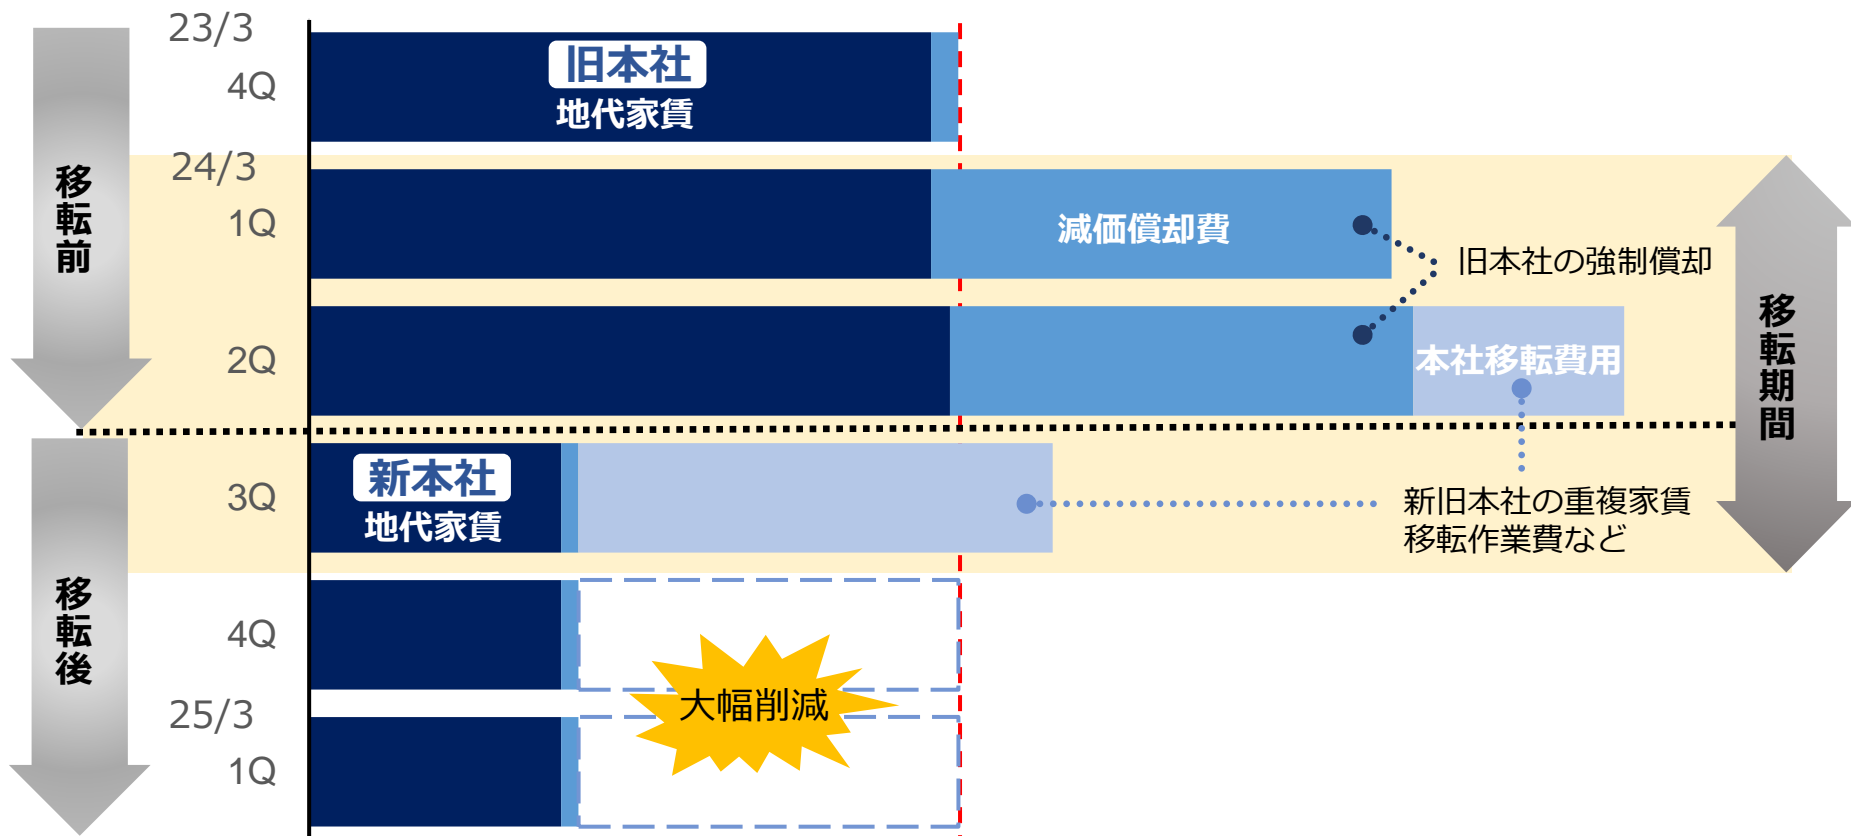 23/3
4Q
旧本社
地代家賃
移転前
24/3
1Q
減価償却費
旧本社の強制償却
2Q
本社移転費用
移転期間
3Q
新本社
地代家賃
新旧本社の重複家賃
移転作業費など
移転後
4Q
大幅削減
25/3
1Q